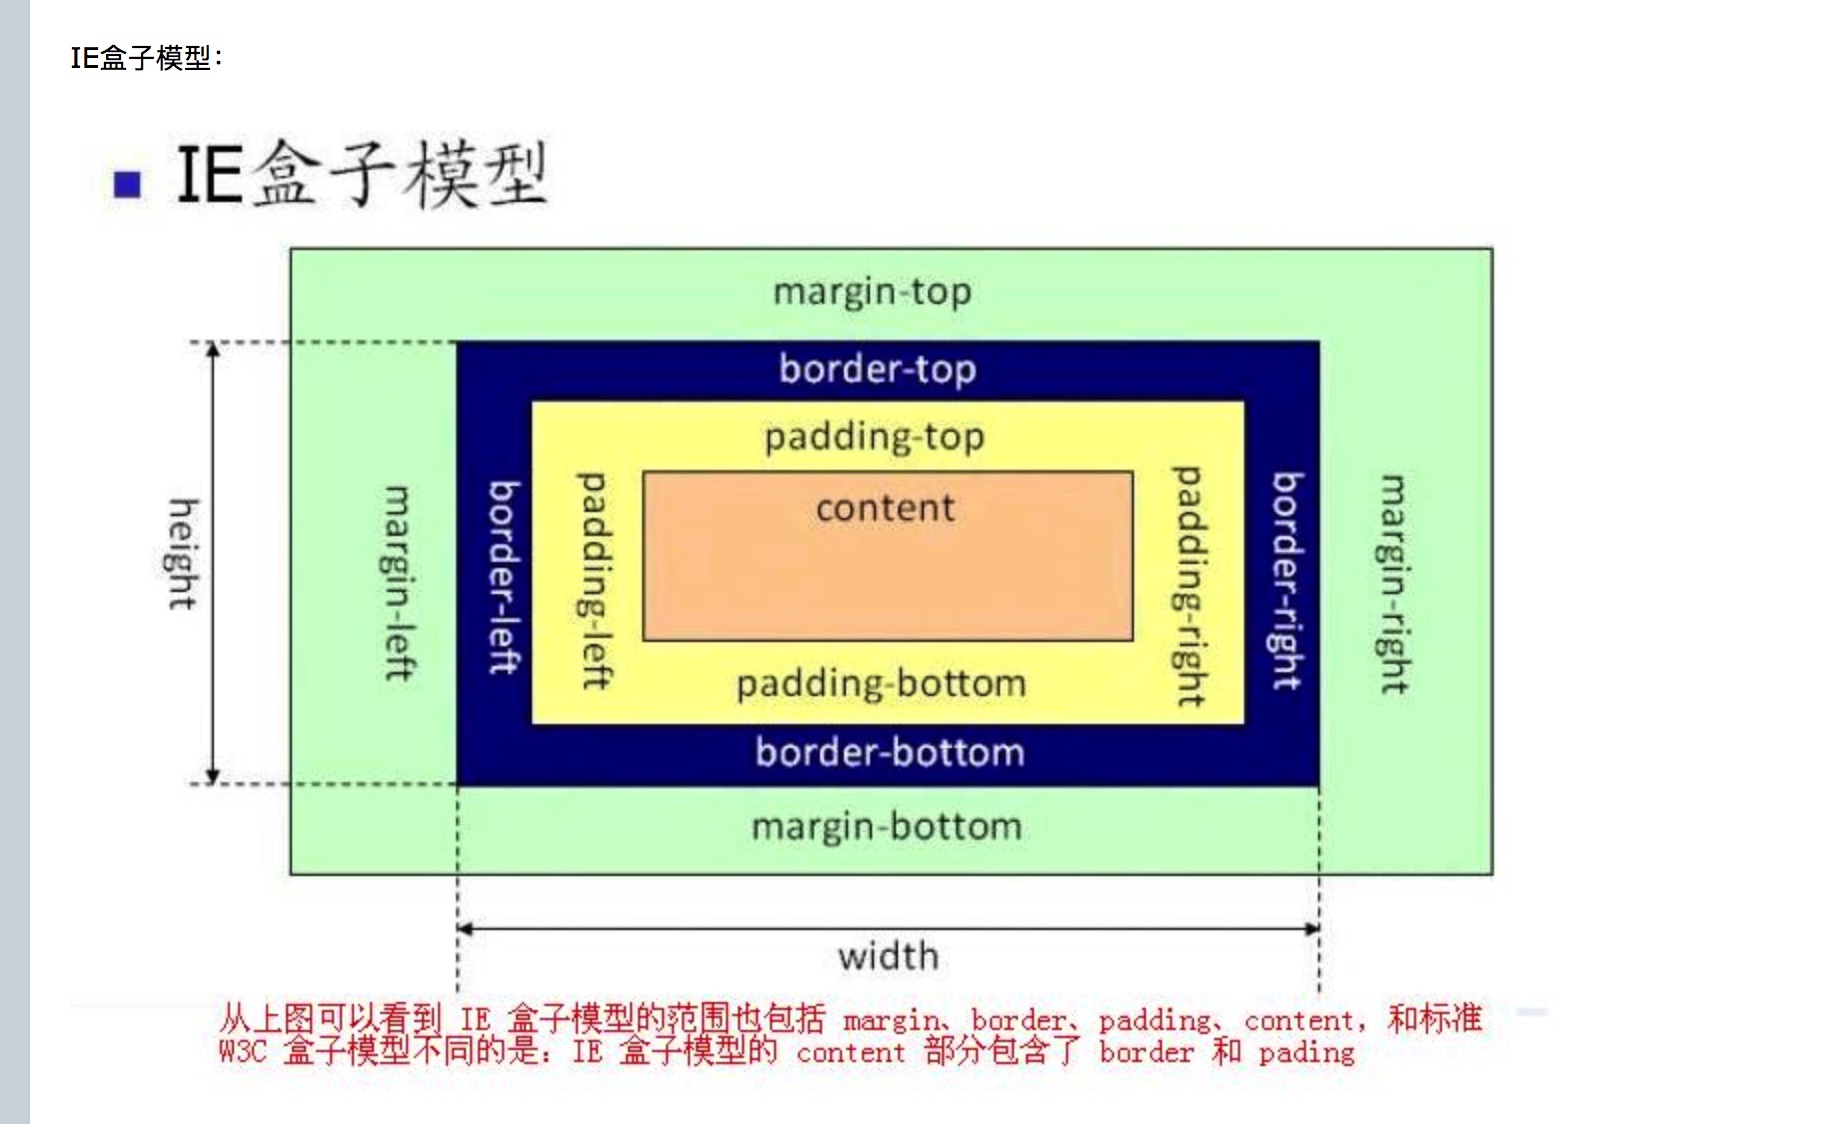 IE盒子模型：
IE盒子模型
margin-top
border-top
padding-top
content
height
margin-left
border-left
padding-left
padding-right
border-right
margin-right
padding-bottom
border-bottom
margin-bottom
width
从上图可以看到 IE 盒子模型的范围也包括 margin、border、padding、content，和标准
W3C 盒子模型不同的是：IE 盒子模型的 content 部分包含了 border 和 pading